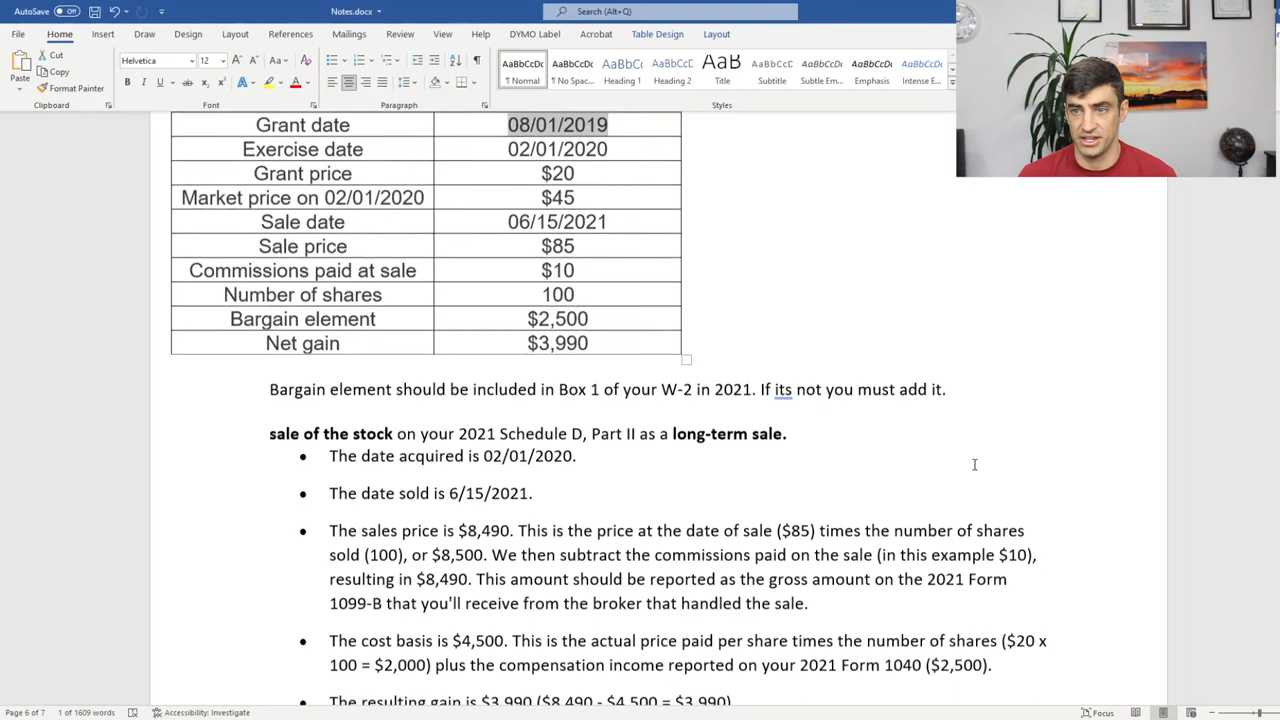 AutoSave Off Notes.docx Search (Alt+Q)
File Home Insert Draw Design Layout References Mailings Review View Help DYMO Label Acrobat Table Design Layout
Paste Cut Copy Format Painter Clipboard
Helvetica 12 Font
Paragraph
AaBbCcDc AaBbCcDc AaBbCc AaBbCcC AaB AaBbCcC AaBbCcDc AaBbCcDc AaBbCcDc
¶ Normal ¶ No Spac... Heading 1 Heading 2 Title Subtitle Subtle Em... Emphasis Intense E...
Styles
Grant date 08/01/2019
Exercise date 02/01/2020
Grant price $20
Market price on 02/01/2020 $45
Sale date 06/15/2021
Sale price $85
Commissions paid at sale $10
Number of shares 100
Bargain element $2,500
Net gain $3,990
Bargain element should be included in Box 1 of your W-2 in 2021. If its not you must add it.
sale of the stock on your 2021 Schedule D, Part II as a long-term sale.
• The date acquired is 02/01/2020.
• The date sold is 6/15/2021.
• The sales price is $8,490. This is the price at the date of sale ($85) times the number of shares
sold (100), or $8,500. We then subtract the commissions paid on the sale (in this example $10),
resulting in $8,490. This amount should be reported as the gross amount on the 2021 Form
1099-B that you'll receive from the broker that handled the sale.
• The cost basis is $4,500. This is the actual price paid per share times the number of shares ($20 x
100 = $2,000) plus the compensation income reported on your 2021 Form 1040 ($2,500).
• The resulting gain is $3,990 ($8,490 - $4,500 = $3,990)
Page 6 of 7 1 of 1609 words Accessibility: Investigate Focus